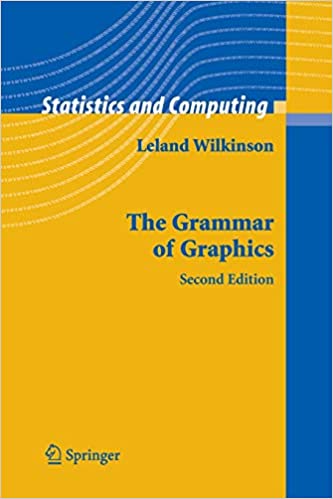 Statistics and Computing
Leland Wilkinson
The Grammar
of Graphics
Second Edition
Springer